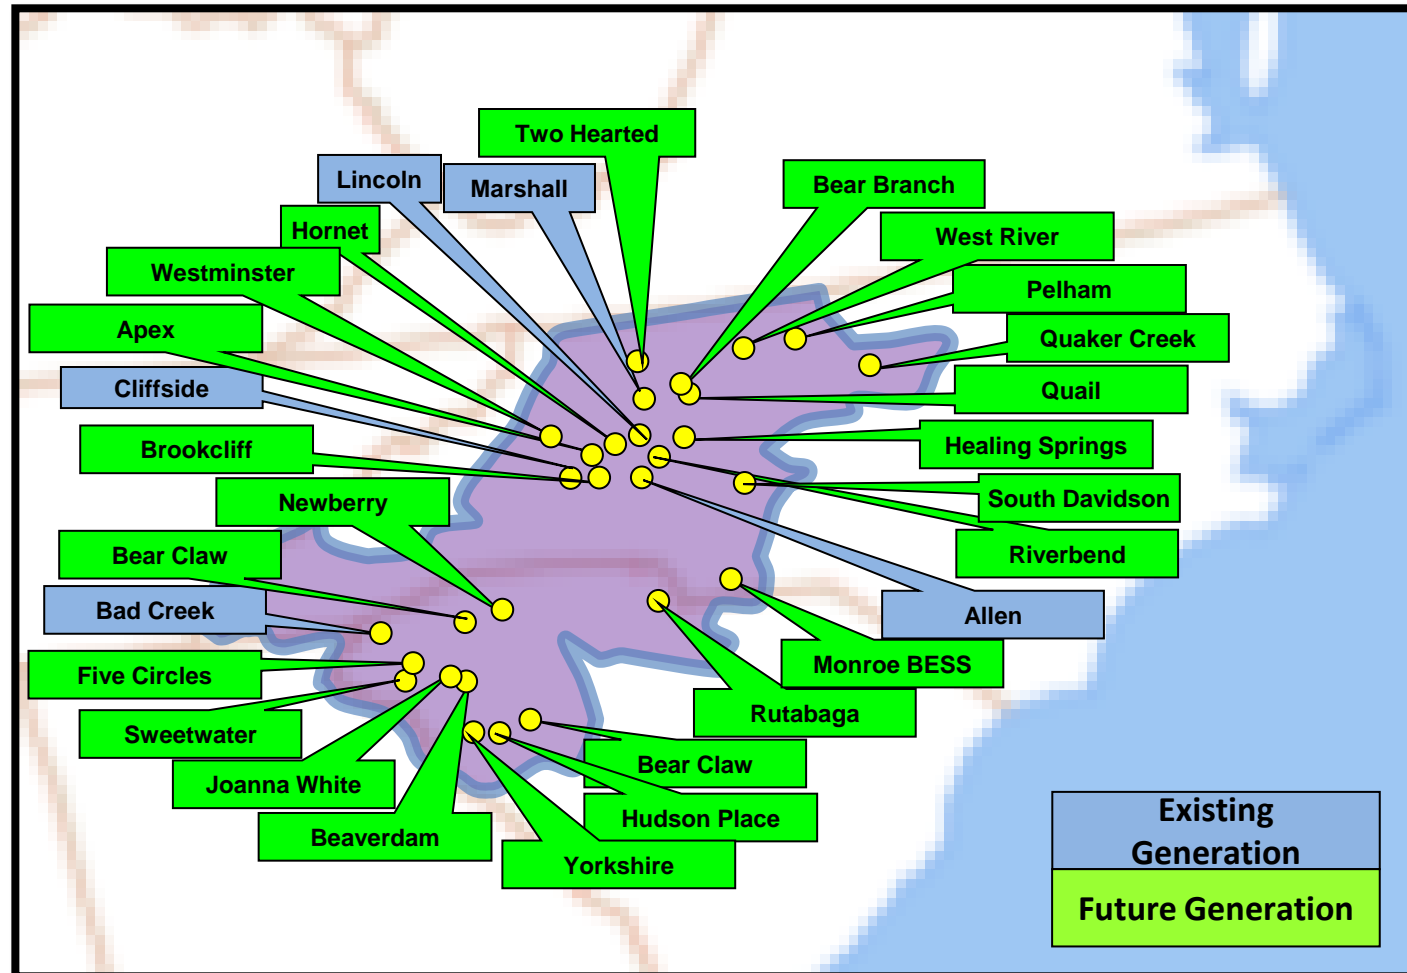 Two Hearted
Lincoln
Marshall
Bear Branch
Hornet
West River
Westminster
Pelham
Apex
Quaker Creek
Cliffside
Quail
Brookcliff
Healing Springs
Newberry
South Davidson
Bear Claw
Riverbend
Bad Creek
Allen
Monroe BESS
Five Circles
Rutabaga
Sweetwater
Bear Claw
Joanna White
Hudson Place
Beaverdam
Yorkshire
Existing
Generation
Future Generation